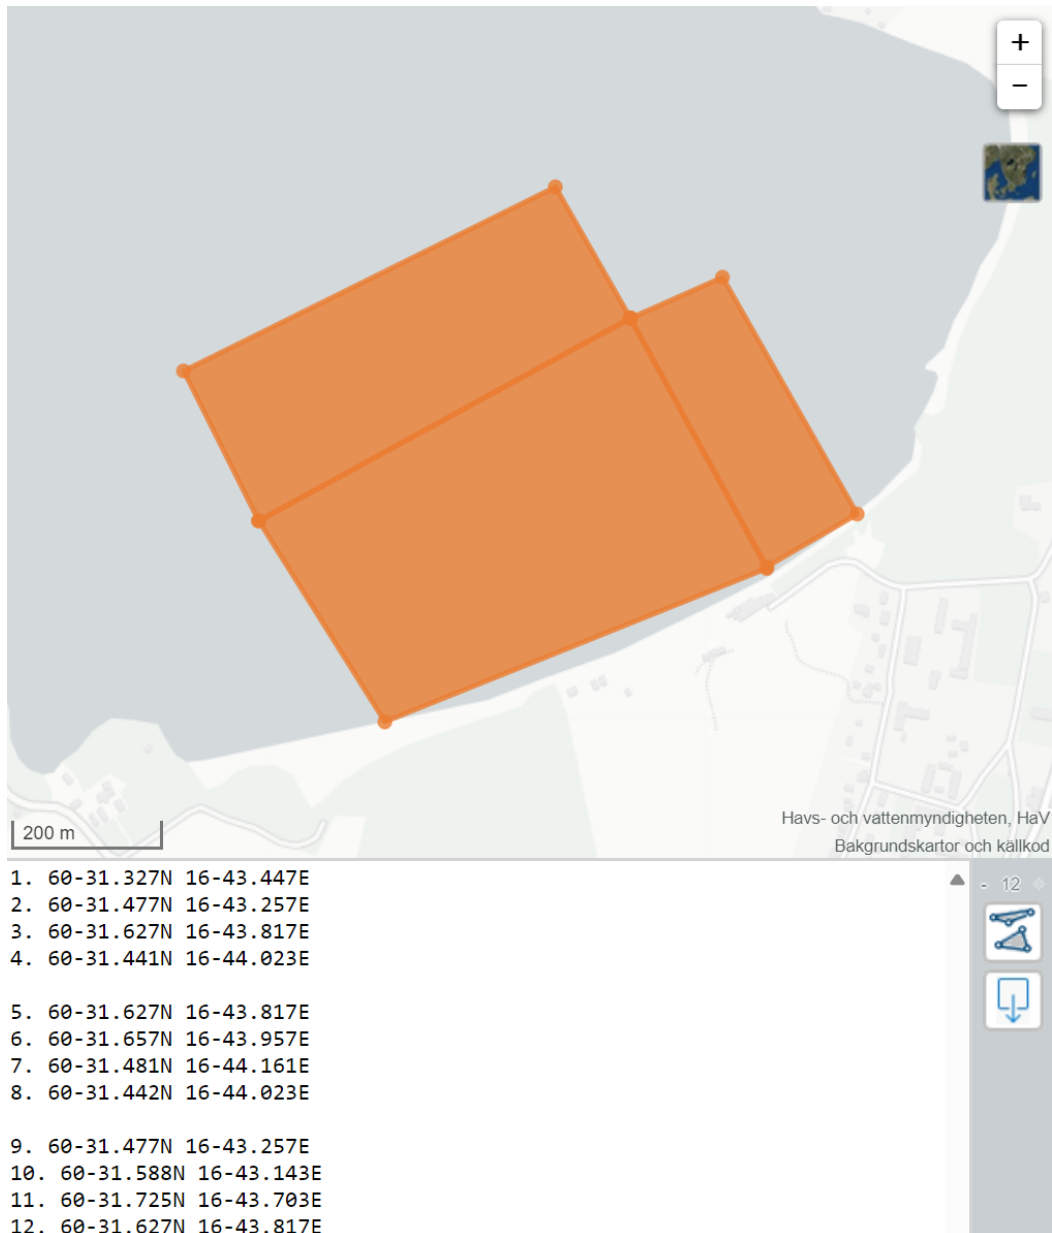 +
−
200 m
Havs- och vattenmyndigheten, HaV
Bakgrundskartor och källkod
1. 60-31.327N 16-43.447E
2. 60-31.477N 16-43.257E
3. 60-31.627N 16-43.817E
4. 60-31.441N 16-44.023E
5. 60-31.627N 16-43.817E
6. 60-31.657N 16-43.957E
7. 60-31.481N 16-44.161E
8. 60-31.442N 16-44.023E
9. 60-31.477N 16-43.257E
10. 60-31.588N 16-43.143E
11. 60-31.725N 16-43.703E
12. 60-31.627N 16-43.817E
- 12 +